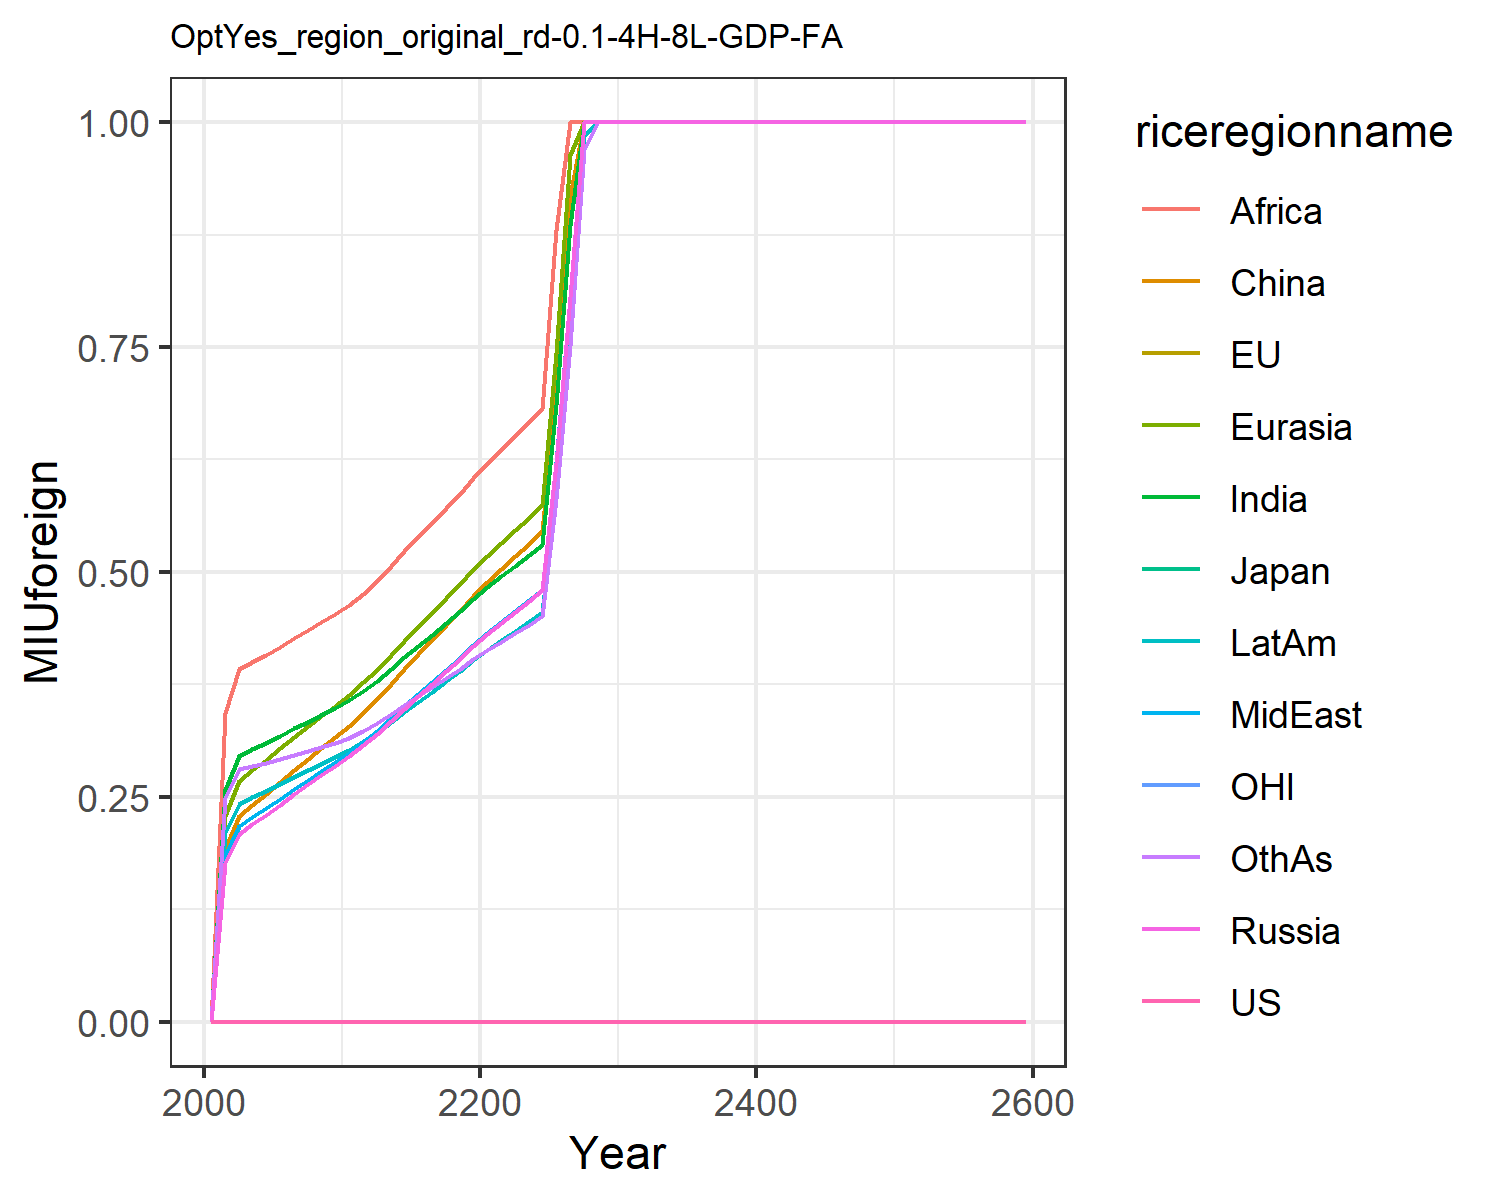 OptYes_region_original_rd-0.1-4H-8L-GDP-FA
1.00
0.75
0.50
0.25
0.00
MIUforeign
2000 2200 2400 2600
Year
riceregionname
Africa
China
EU
Eurasia
India
Japan
LatAm
MidEast
OHI
OthAs
Russia
US